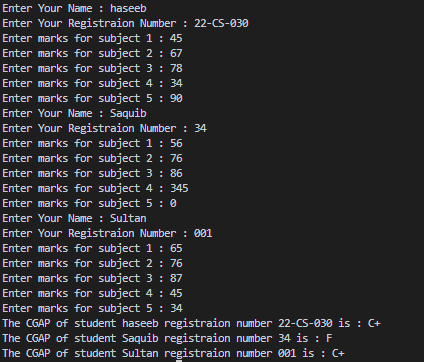 Enter Your Name : haseeb
Enter Your Registraion Number : 22-CS-030
Enter marks for subject 1 : 45
Enter marks for subject 2 : 67
Enter marks for subject 3 : 78
Enter marks for subject 4 : 34
Enter marks for subject 5 : 90
Enter Your Name : Saquib
Enter Your Registraion Number : 34
Enter marks for subject 1 : 56
Enter marks for subject 2 : 76
Enter marks for subject 3 : 86
Enter marks for subject 4 : 345
Enter marks for subject 5 : 0
Enter Your Name : Sultan
Enter Your Registraion Number : 001
Enter marks for subject 1 : 65
Enter marks for subject 2 : 76
Enter marks for subject 3 : 87
Enter marks for subject 4 : 45
Enter marks for subject 5 : 34
The CGAP of student haseeb registraion number 22-CS-030 is : C+
The CGAP of student Saquib registraion number 34 is : F
The CGAP of student Sultan registraion number 001 is : C+